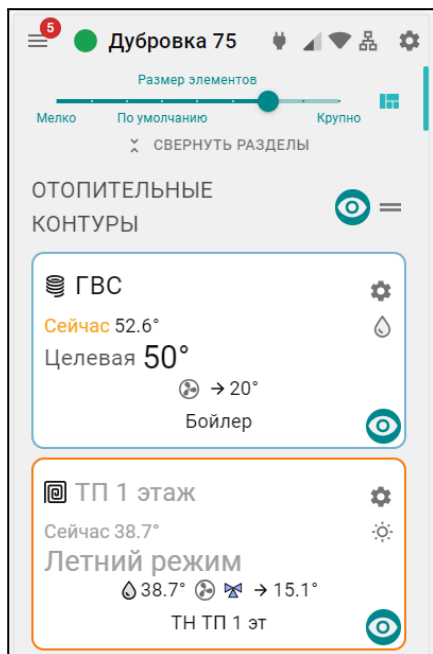 5
Дубровка 75
Размер элементов
Мелко По умолчанию Крупно
СВЕРНУТЬ РАЗДЕЛЫ
ОТОПИТЕЛЬНЫЕ
КОНТУРЫ
ГВС
Сейчас 52.6°
Целевая 50°
→ 20°
Бойлер
ТП 1 этаж
Сейчас 38.7°
Летний режим
38.7° → 15.1°
ТН ТП 1 эт